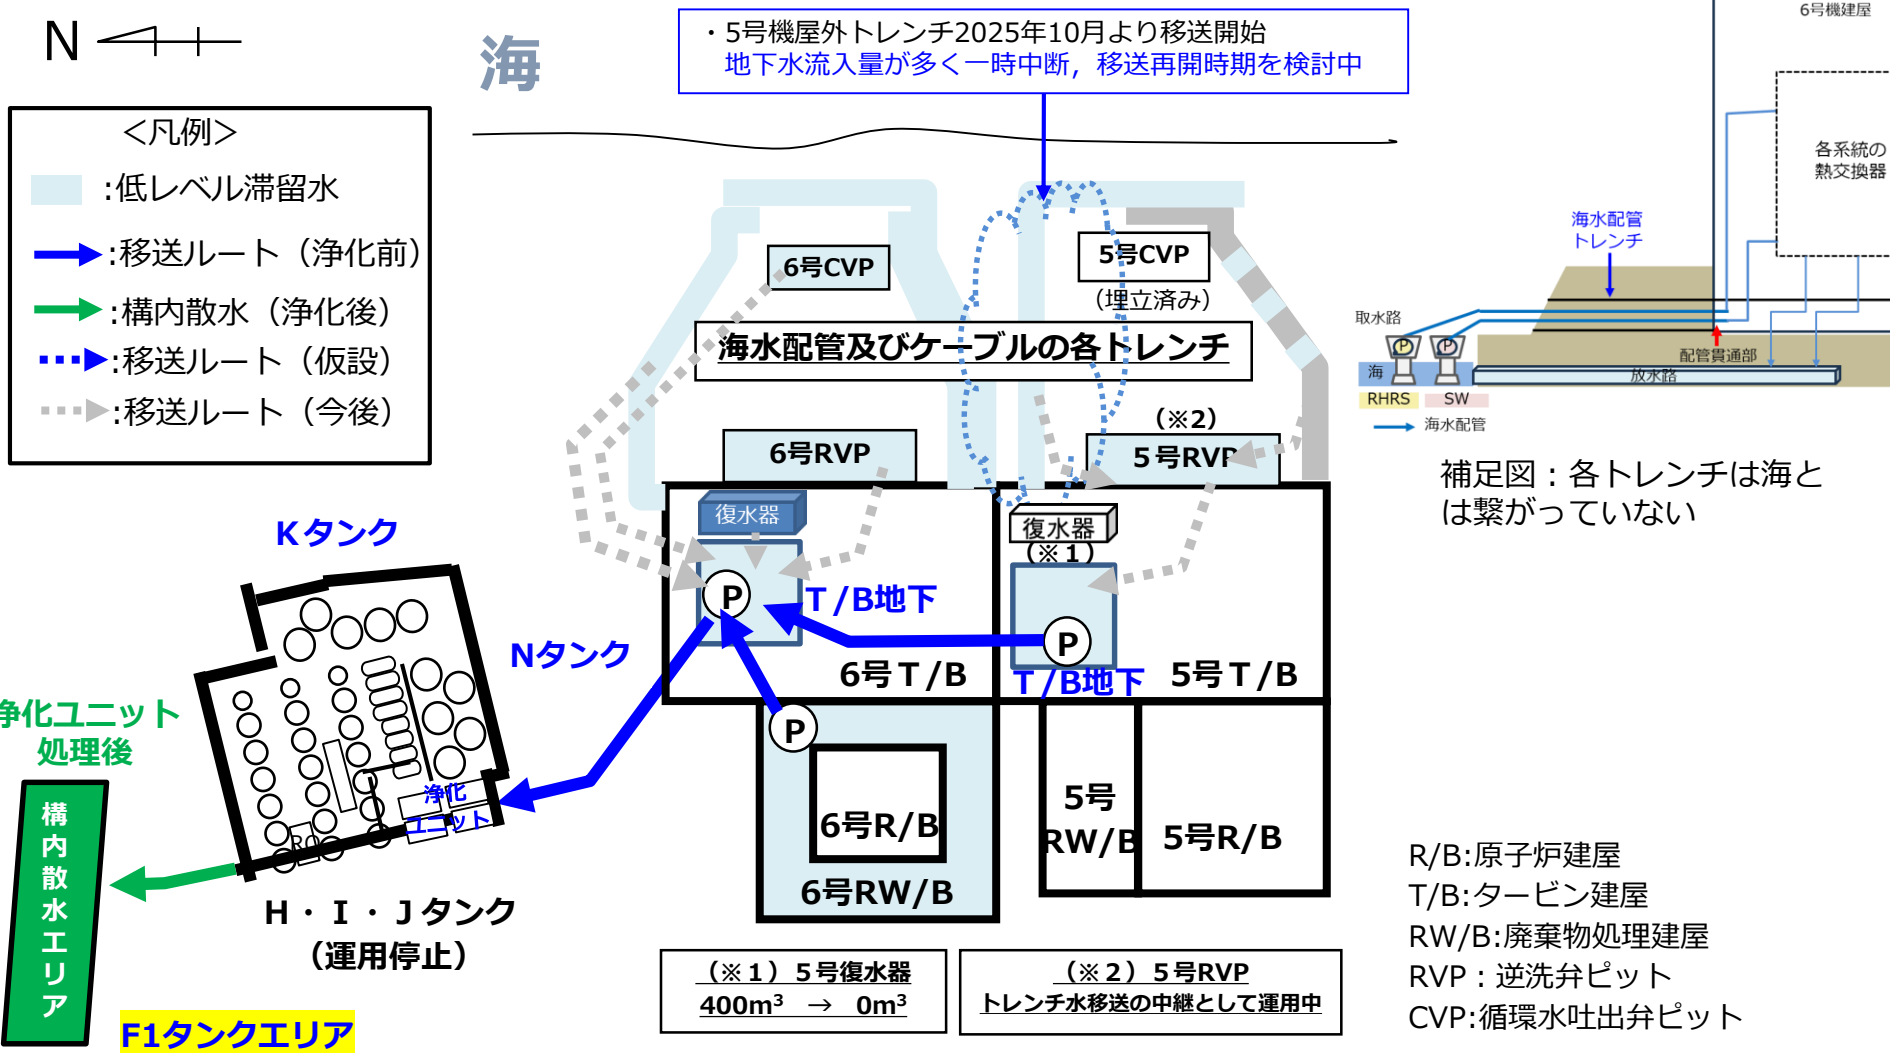 N
海
・5号機屋外トレンチ2025年10月より移送開始
地下水流入量が多く一時中断，移送再開時期を検討中
＜凡例＞
:低レベル滞留水
:移送ルート（浄化前）
:構内散水（浄化後）
:移送ルート（仮設）
:移送ルート（今後）
6号CVP
5号CVP
（埋立済み）
海水配管及びケーブルの各トレンチ
6号RVP
（※2）
５号RVP
復水器
復水器
（※１）
P
Ｔ/B地下
P
Ｔ/B地下
6号Ｔ/B
5号Ｔ/B
P
6号R/B
6号RW/B
5号
RW/B
5号R/B
Ｋタンク
Nタンク
浄化ユニット
処理後
構内散水エリア
浄化
ユニット
RO
Ｈ・Ｉ・Ｊタンク
（運用停止）
F1タンクエリア
（※１）５号復水器
400m³　→　0m³
（※２）５号RVP
トレンチ水移送の中継として運用中
6号機建屋
各系統の
熱交換器
海水配管
トレンチ
取水路
P
P
配管貫通部
海
放水路
RHRS
SW
海水配管
補足図：各トレンチは海と
は繋がっていない
R/B:原子炉建屋
T/B:タービン建屋
RW/B:廃棄物処理建屋
RVP：逆洗弁ピット
CVP:循環水吐出弁ピット